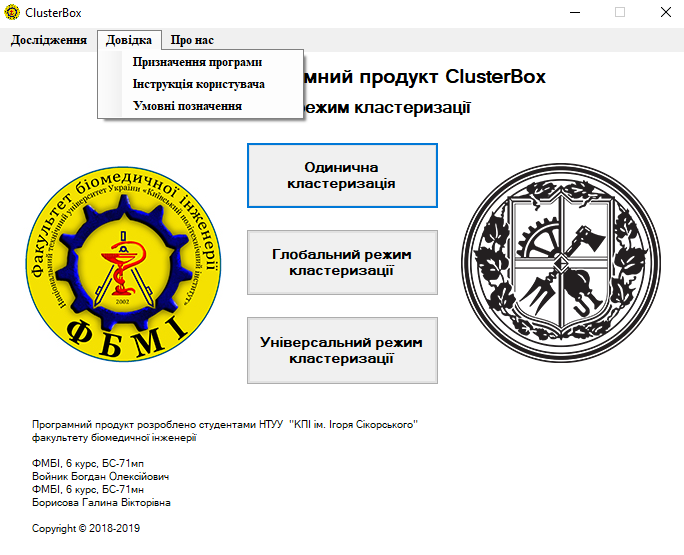 ClusterBox
Дослідження Довідка Про нас
Призначення програми
Інструкція користувача
Умовні позначення
мний продукт ClusterBox
режим кластеризації
Одинична
кластеризація
Глобальний режим
кластеризації
Універсальний режим
кластеризації
Факультет біомедичної інженерії
Національний технічний університет України «Київський політехнічний інститут»
2002
ФБМІ
Програмний продукт розроблено студентами НТУУ "КПІ ім. Ігоря Сікорського"
факультету біомедичної інженерії
ФМБІ, 6 курс, БС-71мп
Войник Богдан Олексійович
ФМБІ, 6 курс, БС-71мн
Борисова Галина Вікторівна
Copyright © 2018-2019